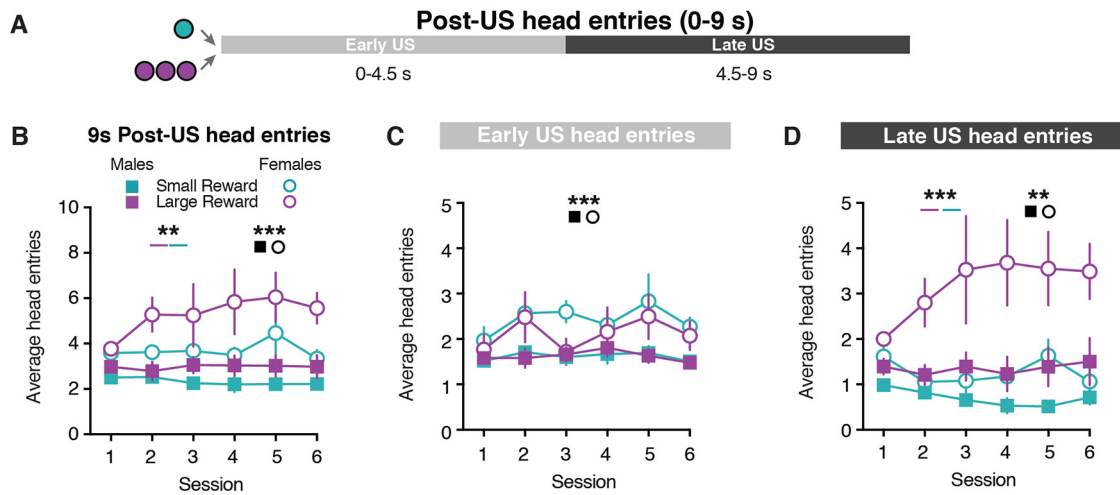 A
Post-US head entries (0-9 s)
Early US
Late US
0-4.5 s
4.5-9 s
B
9s Post-US head entries
Males
Females
Small Reward
Large Reward
**
***
Average head entries
10
8
6
4
2
0
1 2 3 4 5 6
Session
C
Early US head entries
***
Average head entries
5
4
3
2
1
0
1 2 3 4 5 6
Session
D
Late US head entries
***
**
Average head entries
5
4
3
2
1
0
1 2 3 4 5 6
Session